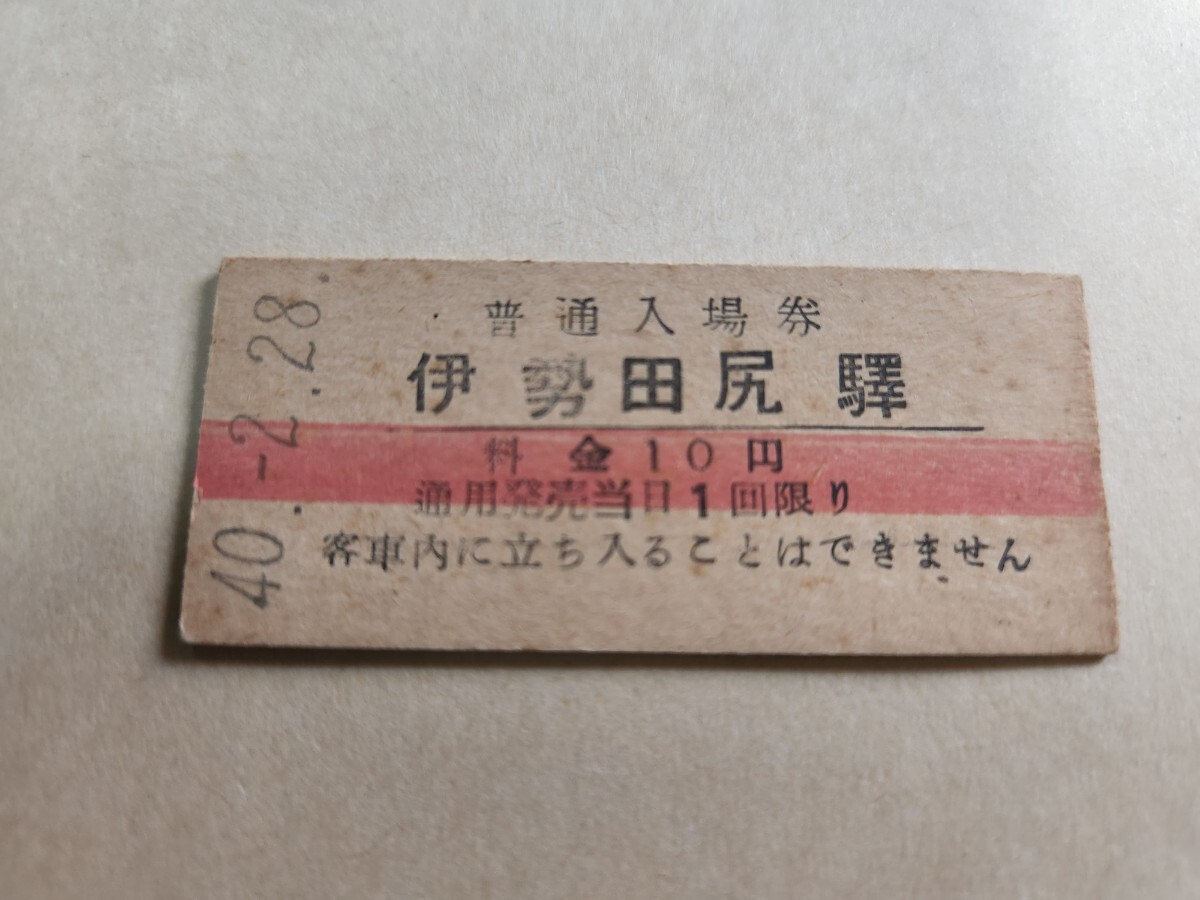 40.-2.28.
普通入場券
伊勢田尻驛
料金10円
通用発売当日1回限り
客車内に立ち入ることはできません